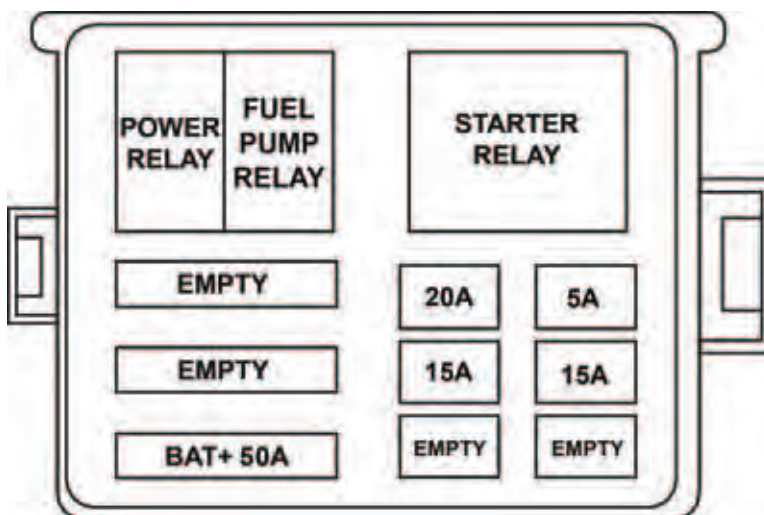 POWER
RELAY
FUEL
PUMP
RELAY
STARTER
RELAY
EMPTY
20A
5A
EMPTY
15A
15A
BAT+ 50A
EMPTY
EMPTY